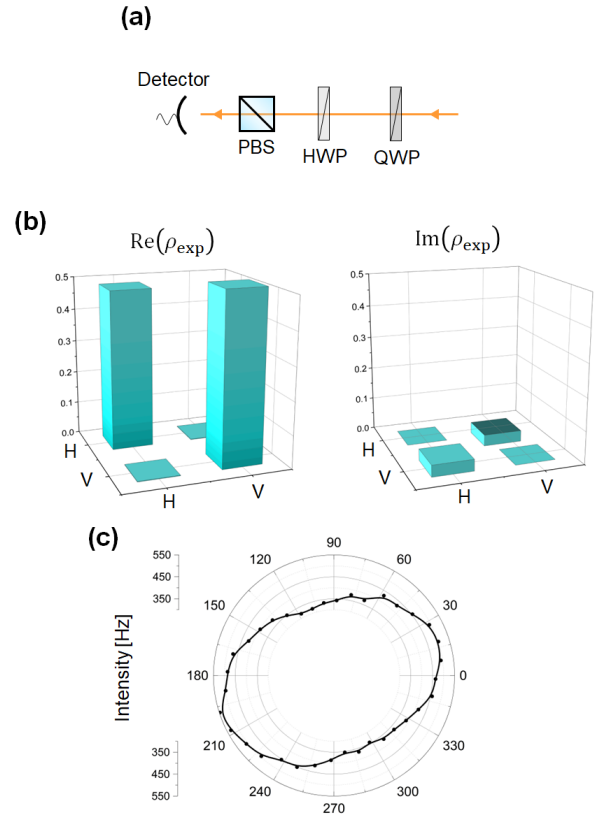 (a)
Detector
PBS
HWP
QWP
(b)
Re(ρexp)
Im(ρexp)
0.5
0.4
0.3
0.2
0.1
0.0
H
V
H
V
0.5
0.4
0.3
0.2
0.1
0.0
H
V
H
V
(c)
Intensity [Hz]
550
450
350
350
450
550
90
120
60
150
30
180
0
210
330
240
300
270